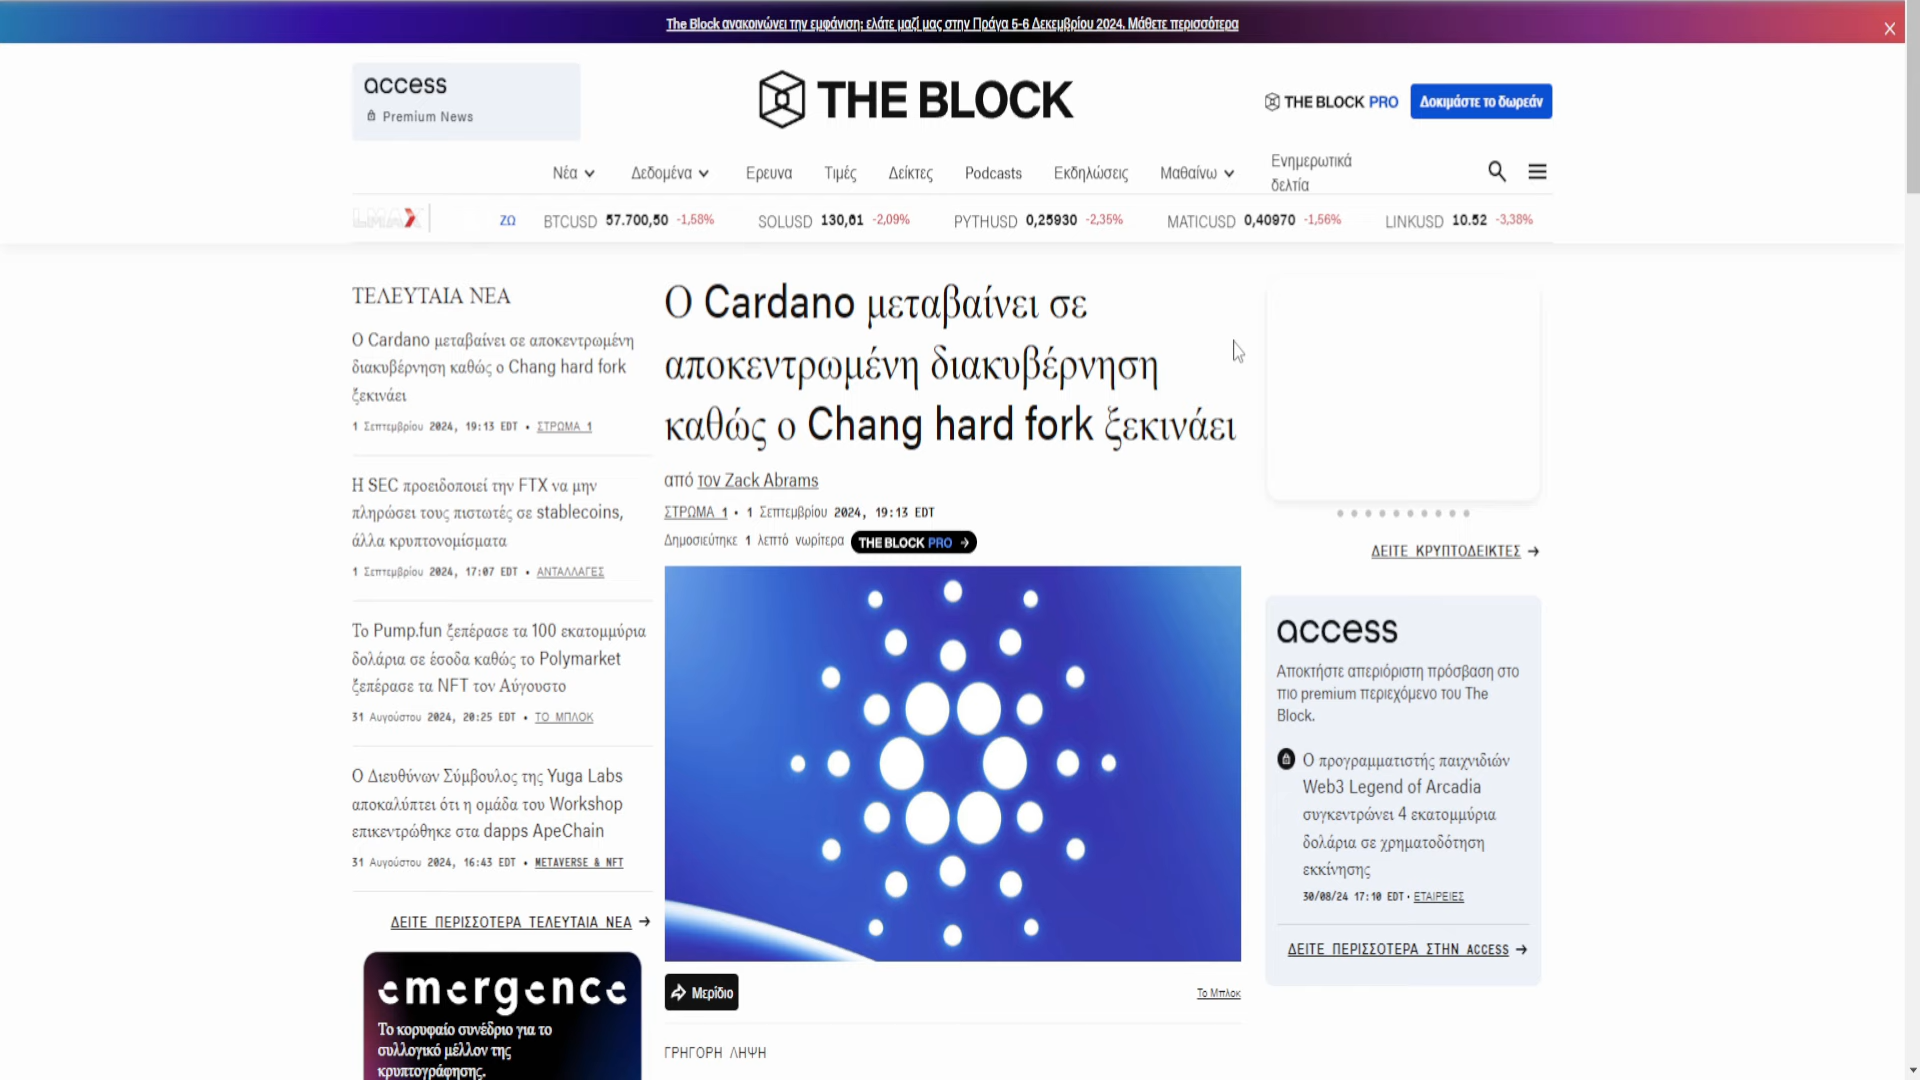 The Block ανακοινώνει την εμφάνιση: ελάτε μαζί μας στην Πράγα 5-6 Δεκεμβρίου 2024. Μάθετε περισσότερα
access
Premium News
THE BLOCK
THE BLOCK PRO
Δοκιμάστε το δωρεάν
Νέα
Δεδομένα
Ερευνα
Τιμές
Δείκτες
Podcasts
Εκδηλώσεις
Μαθαίνω
Ενημερωτικά
δελτία
LMAX
ΖΩ
BTCUSD 57.700,50 -1,58%
SOLUSD 130,61 -2,09%
PYTHUSD 0,25930 -2,35%
MATICUSD 0,40970 -1,56%
LINKUSD 10.52 -3,38%
ΤΕΛΕΥΤΑΙΑ ΝΕΑ
Ο Cardano μεταβαίνει σε αποκεντρωμένη
διακυβέρνηση καθώς ο Chang hard fork
ξεκινάει
1 Σεπτεμβρίου 2024, 19:13 EDT • ΣΤΡΩΜΑ 1
Η SEC προειδοποιεί την FTX να μην
πληρώσει τους πιστωτές σε stablecoins,
άλλα κρυπτονομίσματα
1 Σεπτεμβρίου 2024, 17:07 EDT • ΑΝΤΑΛΛΑΓΕΣ
Το Pump.fun ξεπέρασε τα 100 εκατομμύρια
δολάρια σε έσοδα καθώς το Polymarket
ξεπέρασε τα NFT τον Αύγουστο
31 Αυγούστου 2024, 20:25 EDT • ΤΟ ΜΠΛΟΚ
Ο Διευθύνων Σύμβουλος της Yuga Labs
αποκαλύπτει ότι η ομάδα του Workshop
επικεντρώθηκε στα dapps ApeChain
31 Αυγούστου 2024, 16:43 EDT • METAVERSE & NFT
ΔΕΙΤΕ ΠΕΡΙΣΣΟΤΕΡΑ ΤΕΛΕΥΤΑΙΑ ΝΕΑ →
emergence
Το κορυφαίο συνέδριο για το
συλλογικό μέλλον της
κρυπτογράφησης.
Ο Cardano μεταβαίνει σε
αποκεντρωμένη διακυβέρνηση
καθώς ο Chang hard fork ξεκινάει
από τον Zack Abrams
ΣΤΡΩΜΑ 1 • 1 Σεπτεμβρίου 2024, 19:13 EDT
Δημοσιεύτηκε 1 λεπτό νωρίτερα THE BLOCK PRO →
Μερίδιο
Το Μπλοκ
ΓΡΗΓΟΡΗ ΛΗΨΗ
ΔΕΙΤΕ ΚΡΥΠΤΟΔΕΙΚΤΕΣ →
access
Αποκτήστε απεριόριστη πρόσβαση στο
πιο premium περιεχόμενο του The
Block.
Ο προγραμματιστής παιχνιδιών
Web3 Legend of Arcadia
συγκεντρώνει 4 εκατομμύρια
δολάρια σε χρηματοδότηση
εκκίνησης
30/08/24 17:10 EDT • ΕΤΑΙΡΕΙΕΣ
ΔΕΙΤΕ ΠΕΡΙΣΣΟΤΕΡΑ ΣΤΗΝ ACCESS →